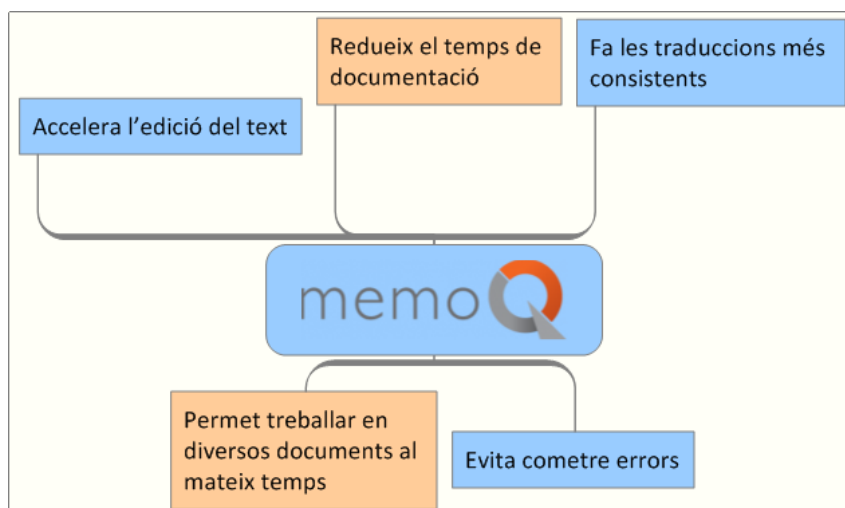 Redueix el temps de
documentació
Fa les traduccions més
consistents
Accelera l’edició del text
memoQ
Permet treballar en
diversos documents al
mateix temps
Evita cometre errors